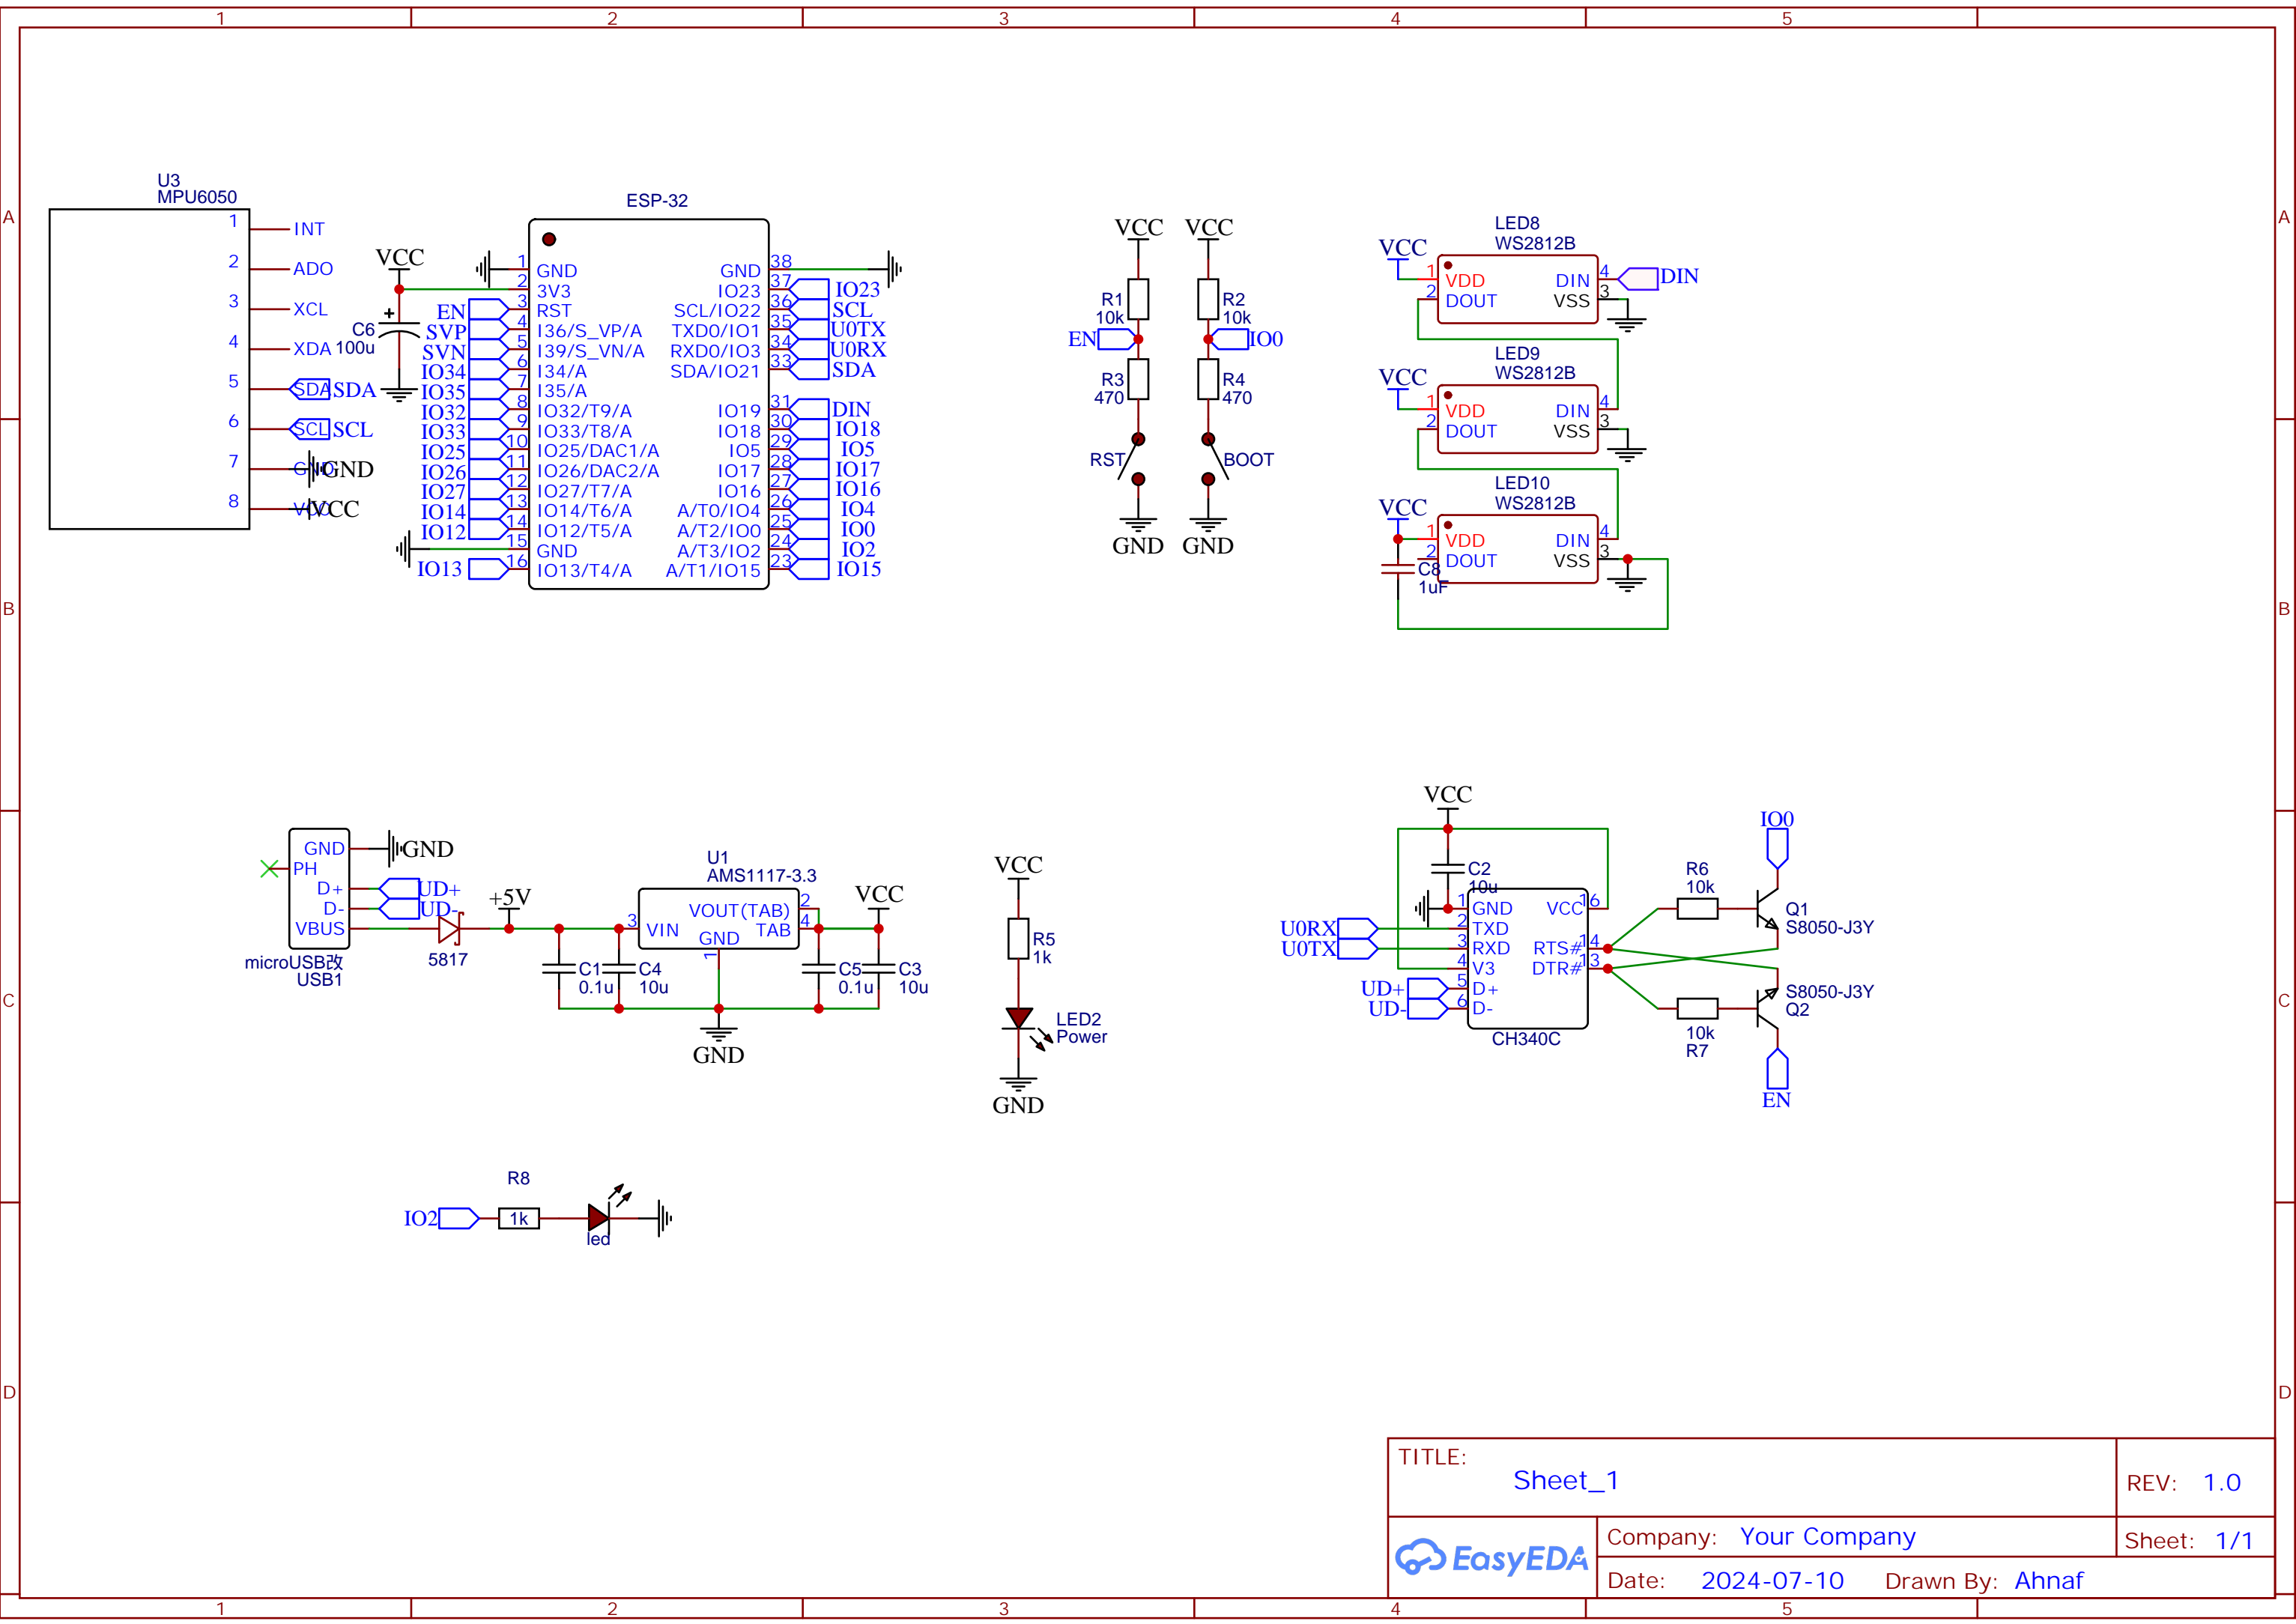 1 2 3 4 5
A
B
C
D
A
B
C
D
1 2 3 4 5
U3
MPU6050
1 INT
2 ADO
3 XCL
4 XDA
5 SDA SDA
6 SCL SCL
7 GND GND
8 VCC VCC
VCC
+
C6
100u
ESP-32
EN
SVP
SVN
IO34
IO35
IO32
IO33
IO25
IO26
IO27
IO14
IO12
IO13
1 GND
2 3V3
3 RST
4 I36/S_VP/A
5 I39/S_VN/A
6 I34/A
7 I35/A
8 IO32/T9/A
9 IO33/T8/A
10 IO25/DAC1/A
11 IO26/DAC2/A
12 IO27/T7/A
13 IO14/T6/A
14 IO12/T5/A
15 GND
16 IO13/T4/A
GND 38
IO23 37 IO23
SCL/IO22 36 SCL
TXD0/IO1 35 U0TX
RXD0/IO3 34 U0RX
SDA/IO21 33 SDA
IO19 31 DIN
IO18 30 IO18
IO5 29 IO5
IO17 28 IO17
IO16 27 IO16
A/T0/IO4 26 IO4
A/T2/IO0 25 IO0
A/T3/IO2 24 IO2
A/T1/IO15 23 IO15
VCC VCC
R1
10k
R2
10k
EN IO0
R3
470
R4
470
RST BOOT
GND GND
LED8
WS2812B
VCC
1 VDD DIN 4 DIN
2 DOUT VSS 3
LED9
WS2812B
VCC
1 VDD DIN 4
2 DOUT VSS 3
LED10
WS2812B
VCC
1 VDD DIN 4
2 DOUT VSS 3
C8
1uF
GND GND
PH
D+ UD+
D- UD-
VBUS
microUSB改
USB1
5817
+5V
U1
AMS1117-3.3
3 VIN VOUT(TAB) 2
TAB 4
GND
1
VCC
C1
0.1u
C4
10u
C5
0.1u
C3
10u
GND
VCC
R5
1k
LED2
Power
GND
VCC
C2
10u
U0RX
U0TX
UD+
UD-
1 GND VCC 16
2 TXD
3 RXD RTS# 14
4 V3 DTR# 13
5 D+
6 D-
CH340C
IO0
R6
10k
Q1
S8050-J3Y
S8050-J3Y
Q2
10k
R7
EN
R8
IO2 1k
led
TITLE:
Sheet_1
REV: 1.0
EasyEDA
Company: Your Company
Sheet: 1/1
Date: 2024-07-10 Drawn By: Ahnaf